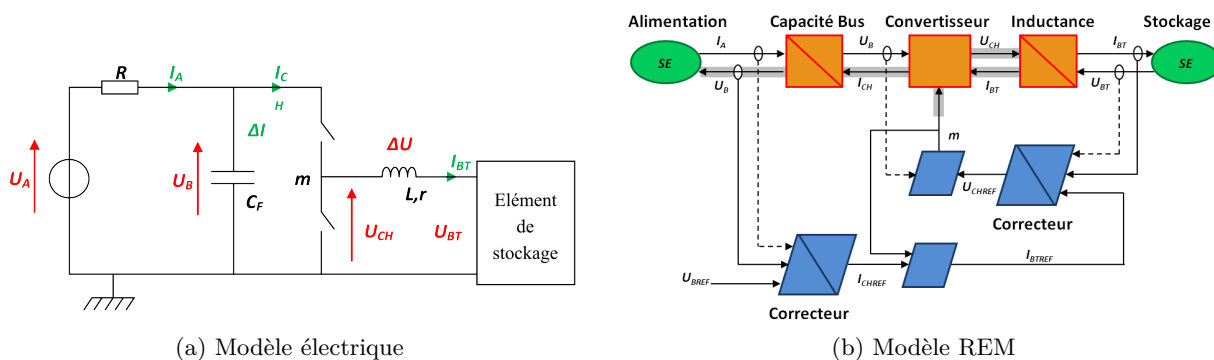 R
I_A
I_C
H
ΔI
ΔU
I_BT
U_A
U_B
m
C_F
L,r
U_CH
U_BT
Elément
de
stockage
(a) Modèle électrique
Alimentation
Capacité Bus
Convertisseur
Inductance
Stockage
I_A
U_B
U_CH
I_BT
SE
SE
U_B
I_CH
I_BT
U_BT
m
U_CHREF
Correcteur
U_BREF
I_CHREF
I_BTREF
Correcteur
(b) Modèle REM